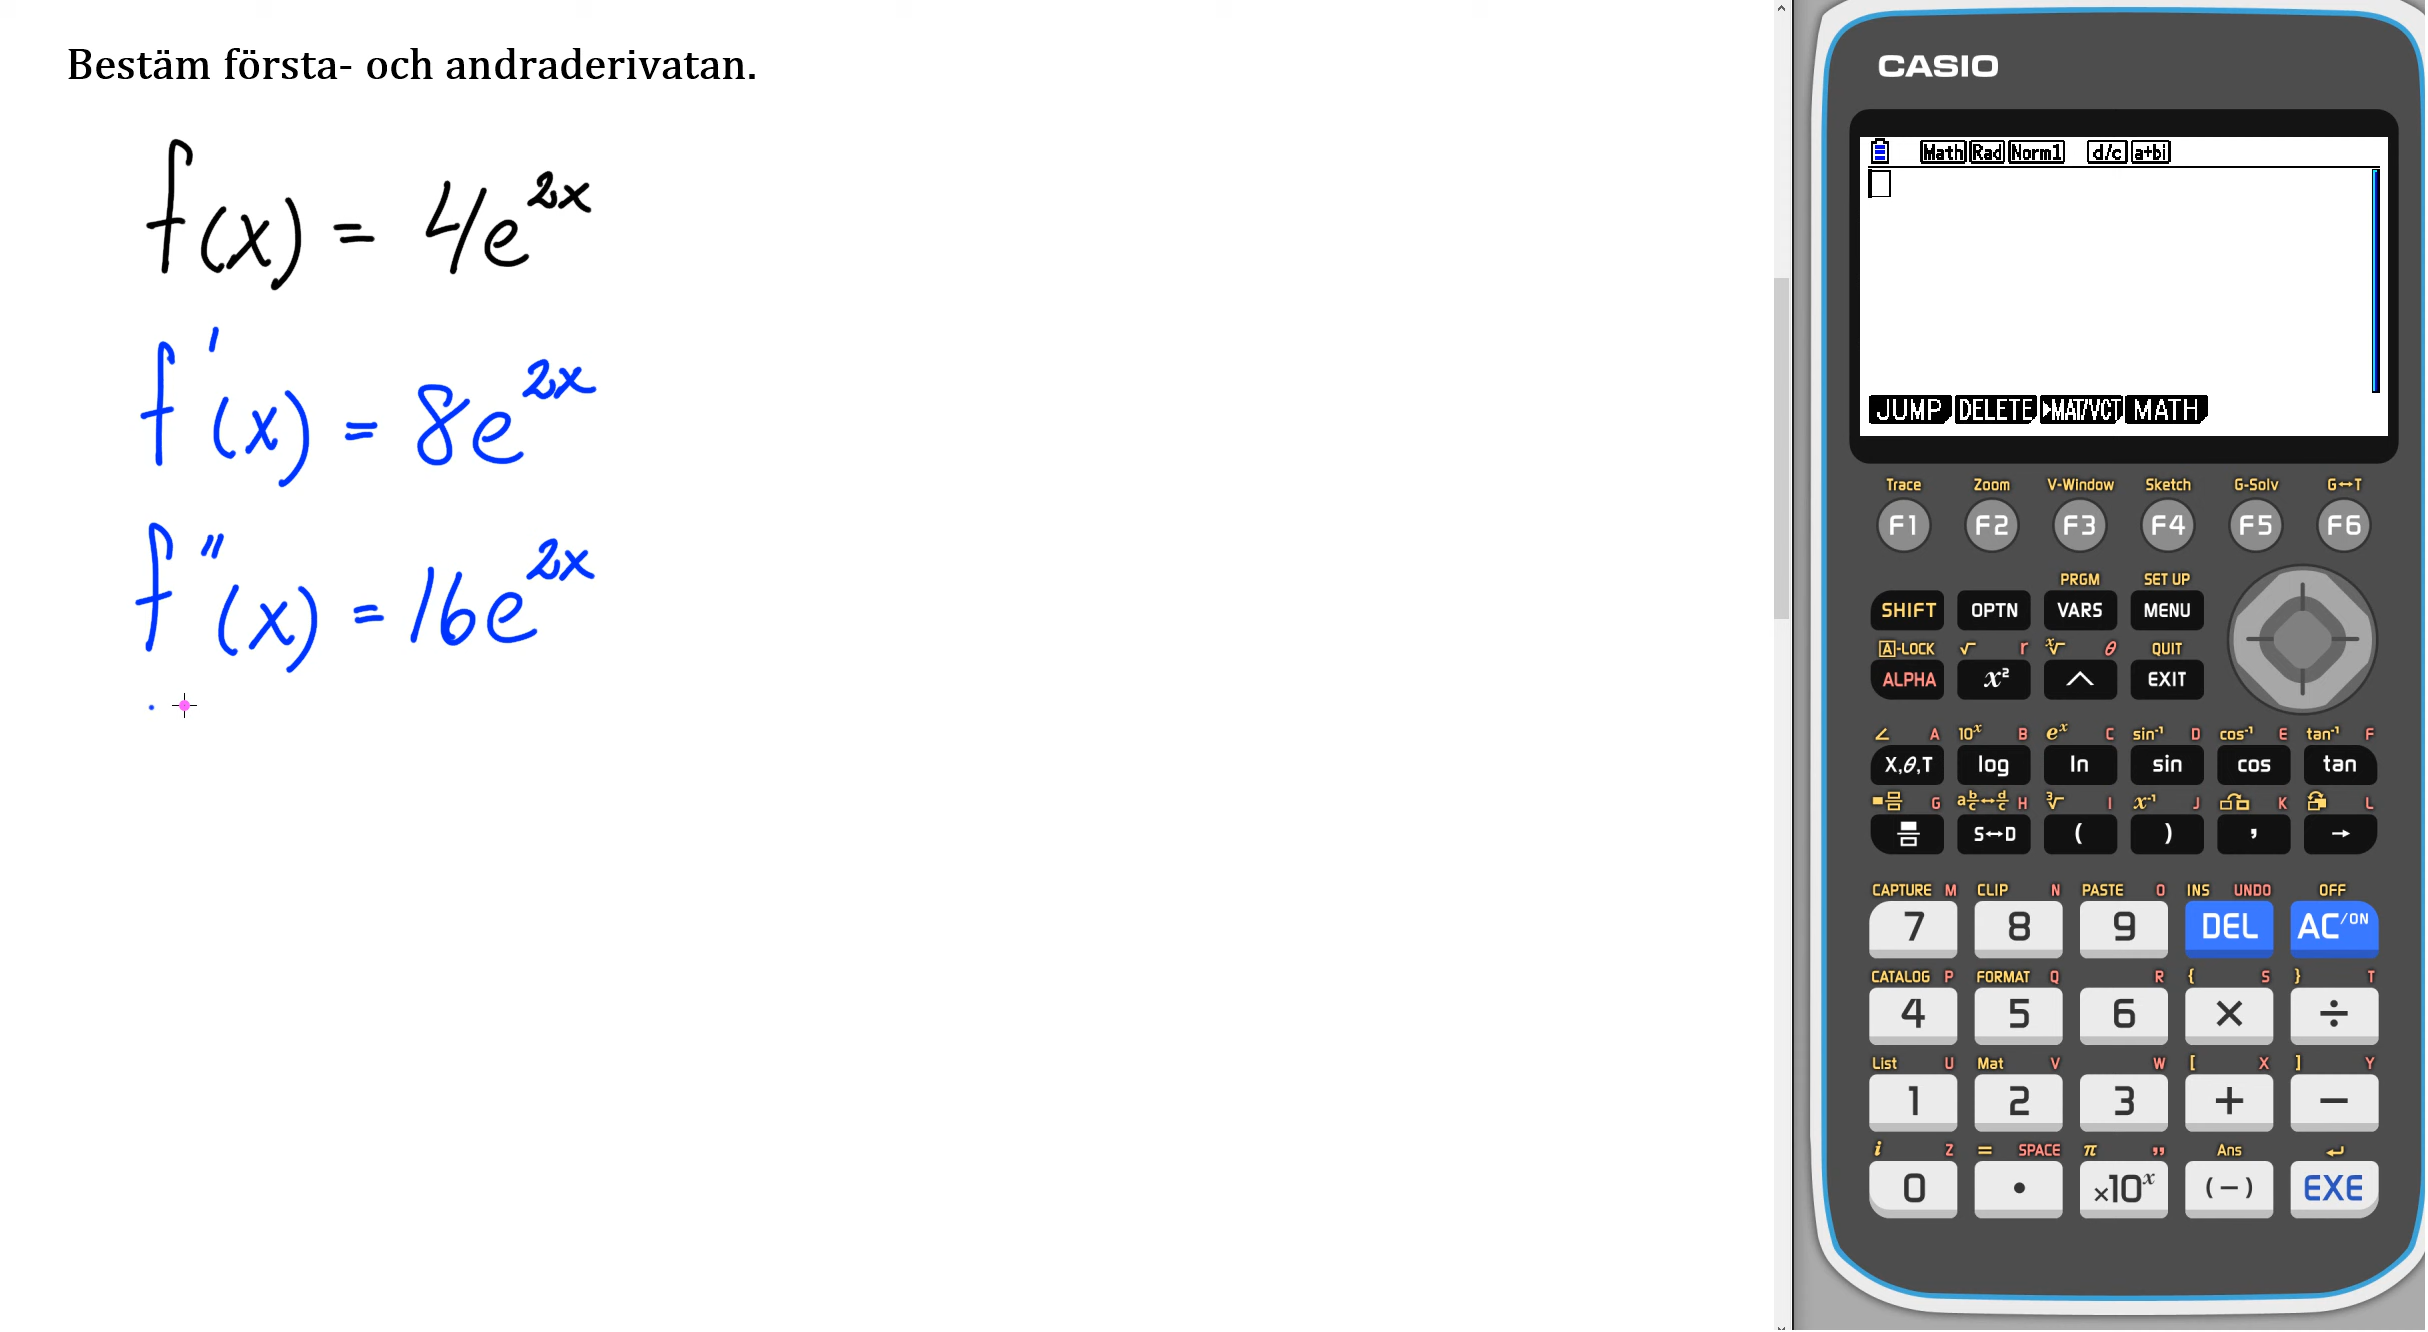 Bestäm första- och andraderivatan.
f(x) = 4e^2x
f'(x) = 8e^2x
f''(x) = 16e^2x
CASIO
Math Rad Norm1 d/c a+bi
JUMP DELETE ▶MAT/VCT MATH
Trace Zoom V-Window Sketch G-Solv G↔T
F1 F2 F3 F4 F5 F6
PRGM SET UP
SHIFT OPTN VARS MENU
A-LOCK √ r ˣ√ θ QUIT
ALPHA x² ^ EXIT
∠ A 10ˣ B eˣ C sin⁻¹ D cos⁻¹ E tan⁻¹ F
X,θ,T log ln sin cos tan
G a b/c↔d/c H ³√ I x⁻¹ J K L
S↔D ( ) , →
CAPTURE M CLIP N PASTE O INS UNDO OFF
7 8 9 DEL AC/ON
CATALOG P FORMAT Q R { S } T
4 5 6 × ÷
List U Mat V W [ X ] Y
1 2 3 + −
i Z = SPACE π " Ans ↵
0 • ×10ˣ (−) EXE